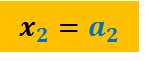 x₂ = a₂